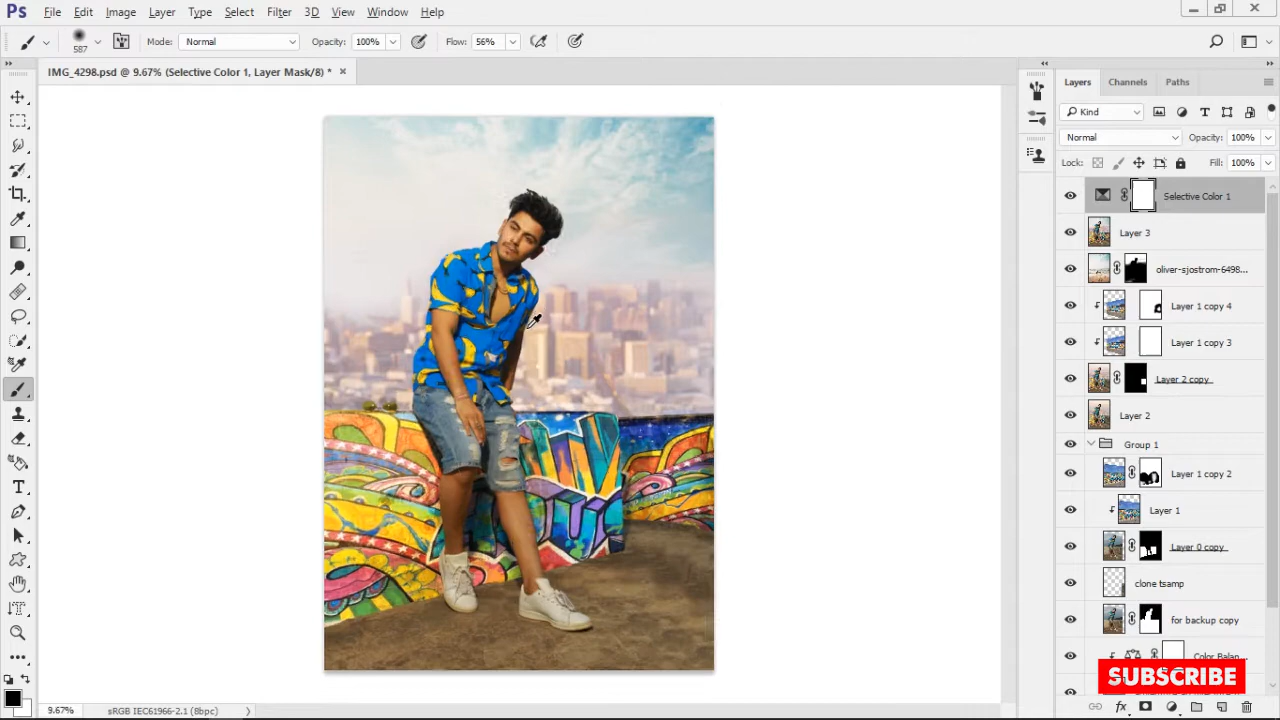 Ps File Edit Image Layer Type Select Filter 3D View Window Help
587 Mode: Normal Opacity: 100% Flow: 56%
IMG_4298.psd @ 9.67% (Selective Color 1, Layer Mask/8) * ×
Layers Channels Paths
Kind
Normal Opacity: 100%
Lock: Fill: 100%
Selective Color 1
Layer 3
oliver-sjostrom-6498...
Layer 1 copy 4
Layer 1 copy 3
Layer 2 copy
Layer 2
Group 1
Layer 1 copy 2
Layer 1
Layer 0 copy
clone tsamp
for backup copy
Color Balan...
SUBSCRIBE
9.67% sRGB IEC61966-2.1 (8bpc)